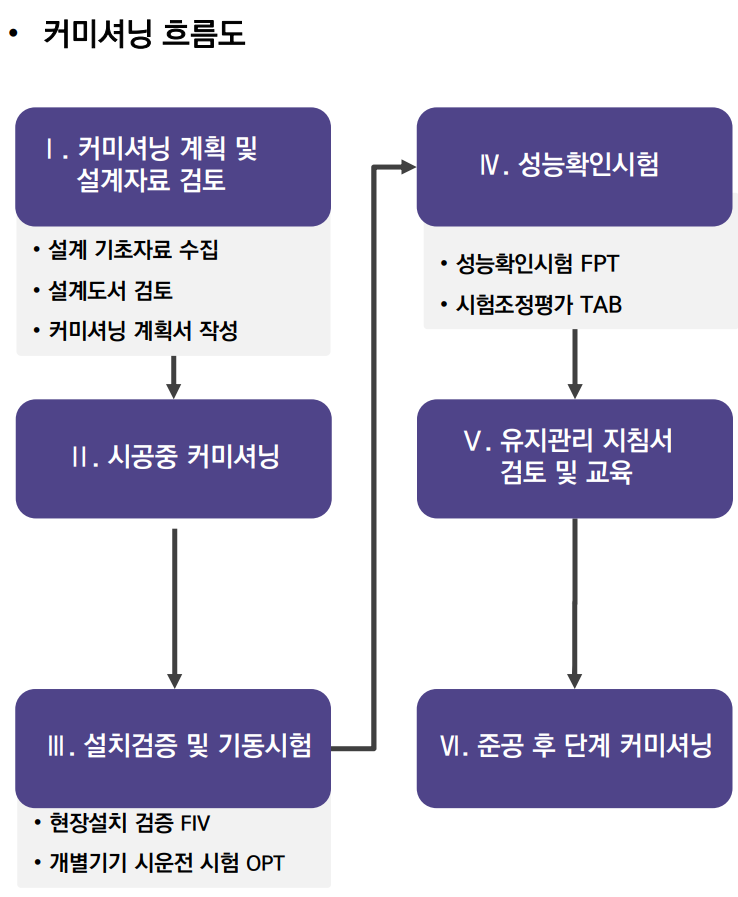 • 커미셔닝 흐름도
Ⅰ. 커미셔닝 계획 및
설계자료 검토
• 설계 기초자료 수집
• 설계도서 검토
• 커미셔닝 계획서 작성
Ⅱ. 시공중 커미셔닝
Ⅲ. 설치검증 및 기동시험
• 현장설치 검증 FIV
• 개별기기 시운전 시험 OPT
Ⅳ. 성능확인시험
• 성능확인시험 FPT
• 시험조정평가 TAB
Ⅴ. 유지관리 지침서
검토 및 교육
Ⅵ. 준공 후 단계 커미셔닝